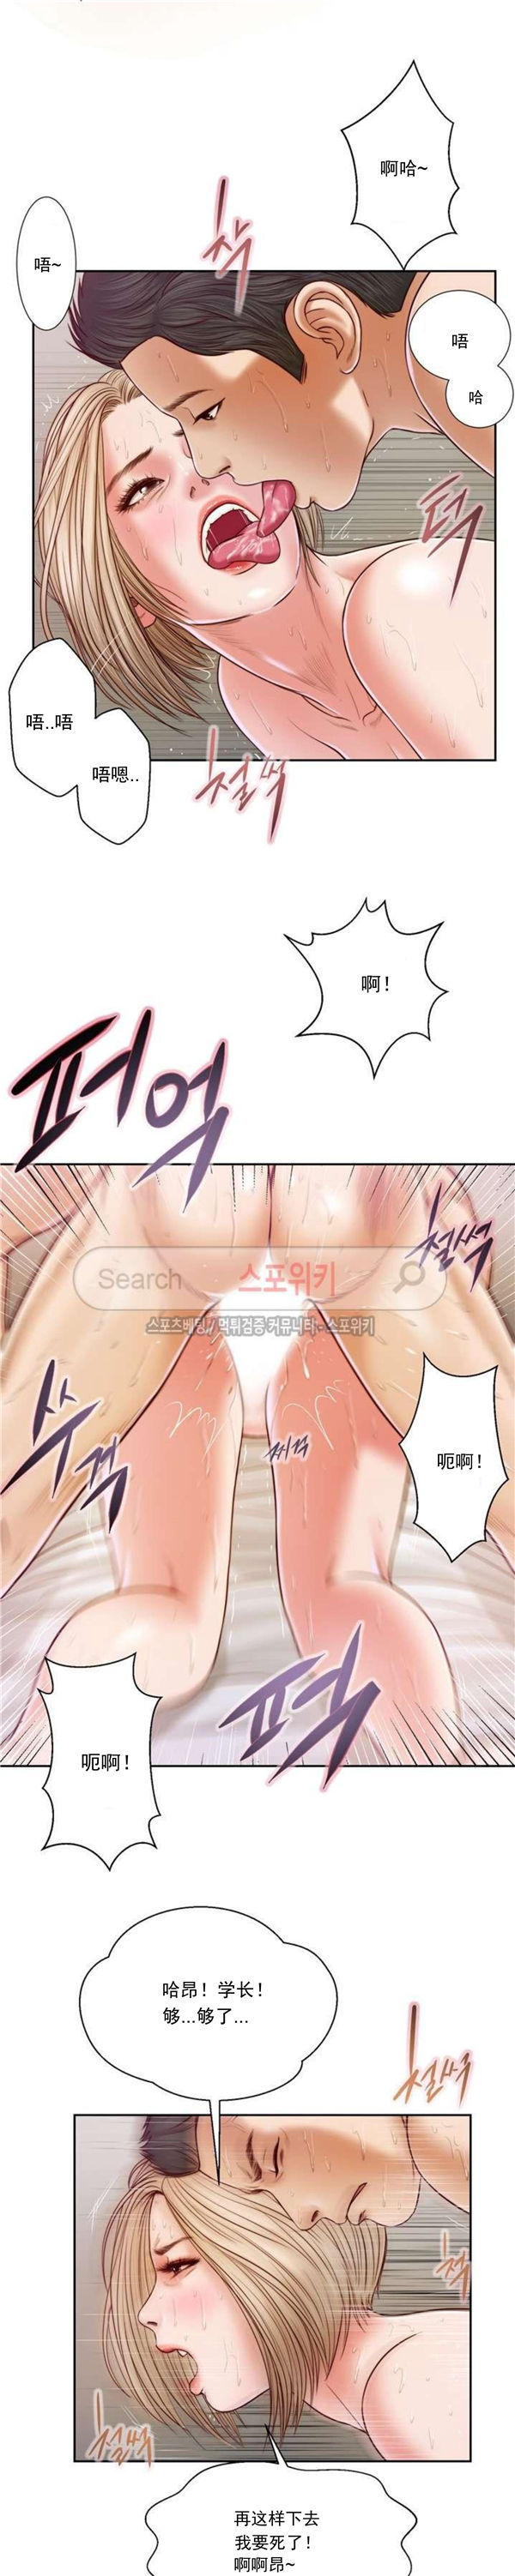 啊哈~
착
唔~
唔
哈
턱
唔..唔
唔嗯..
철썩
啊！
퍼억
철썩
Search 스포위키
스포츠베팅/ 먹튀검증 커뮤니티 - 스포위키
呃啊！
퍽
呃啊！
哈昂！学长！
够...够了...
철썩
척
철썩
再这样下去
我要死了！
啊啊昂~